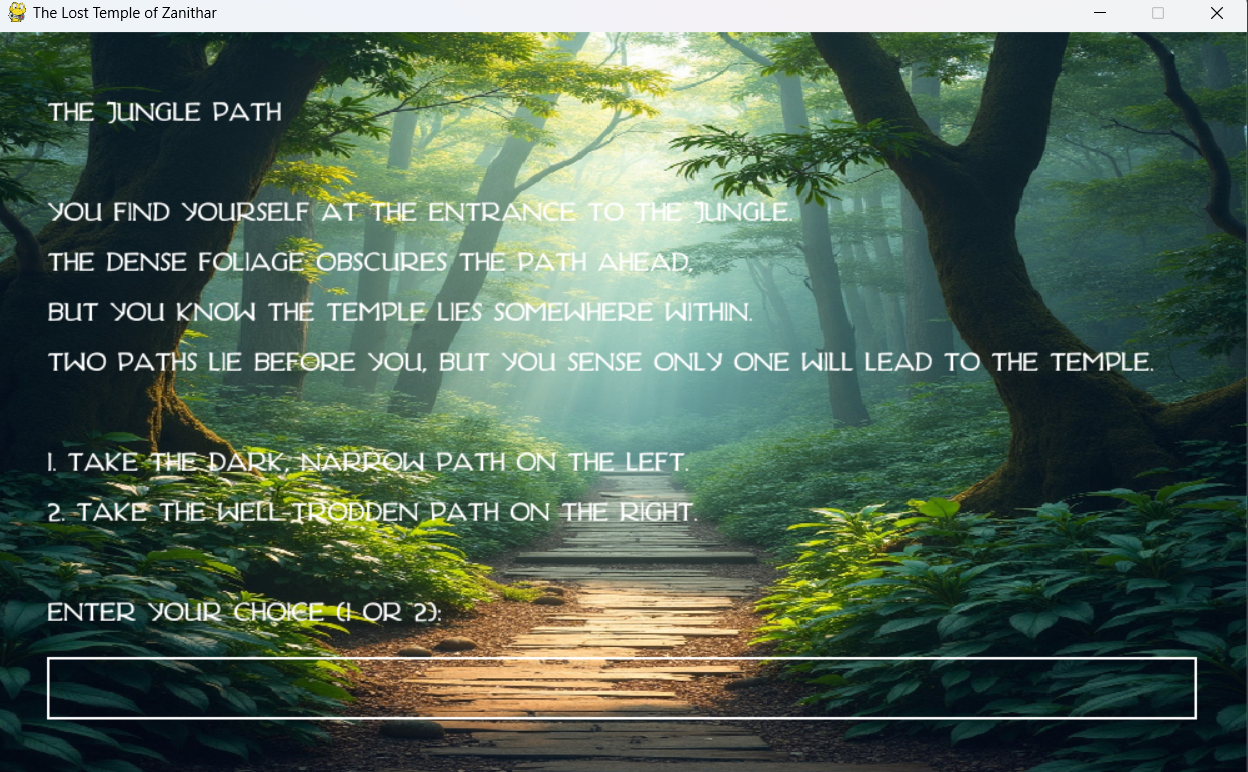 The Lost Temple of Zanithar
THE JUNGLE PATH
YOU FIND YOURSELF AT THE ENTRANCE TO THE JUNGLE.
THE DENSE FOLIAGE OBSCURES THE PATH AHEAD,
BUT YOU KNOW THE TEMPLE LIES SOMEWHERE WITHIN.
TWO PATHS LIE BEFORE YOU, BUT YOU SENSE ONLY ONE WILL LEAD TO THE TEMPLE.
1. TAKE THE DARK, NARROW PATH ON THE LEFT.
2. TAKE THE WELL-TRODDEN PATH ON THE RIGHT.
ENTER YOUR CHOICE (1 OR 2):